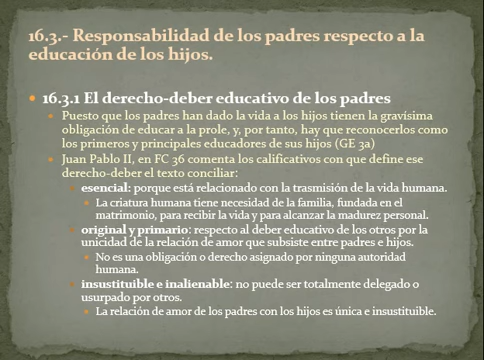 16.3.- Responsabilidad de los padres respecto a la
educación de los hijos.
16.3.1 El derecho-deber educativo de los padres
Puesto que los padres han dado la vida a los hijos tienen la gravísima
obligación de educar a la prole, y, por tanto, hay que reconocerlos como
los primeros y principales educadores de sus hijos (GE 3a)
Juan Pablo II, en FC 36 comenta los calificativos con que define ese
derecho-deber el texto conciliar:
esencial: porque está relacionado con la trasmisión de la vida humana.
La criatura humana tiene necesidad de la familia, fundada en el
matrimonio, para recibir la vida y para alcanzar la madurez personal.
original y primario: respecto al deber educativo de los otros por la
unicidad de la relación de amor que subsiste entre padres e hijos.
No es una obligación o derecho asignado por ninguna autoridad
humana.
insustituible e inalienable: no puede ser totalmente delegado o
usurpado por otros.
La relación de amor de los padres con los hijos es única e insustituible.